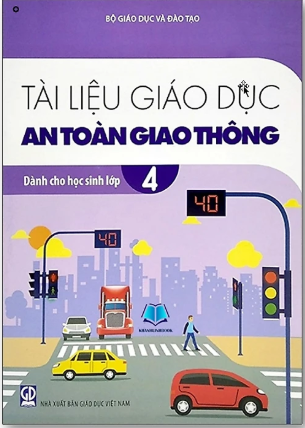 BỘ GIÁO DỤC VÀ ĐÀO TẠO
TÀI LIỆU GIÁO DỤC
AN TOÀN GIAO THÔNG
Dành cho học sinh lớp 4
40
40
KHANHVIMBOOK
NHÀ XUẤT BẢN GIÁO DỤC VIỆT NAM